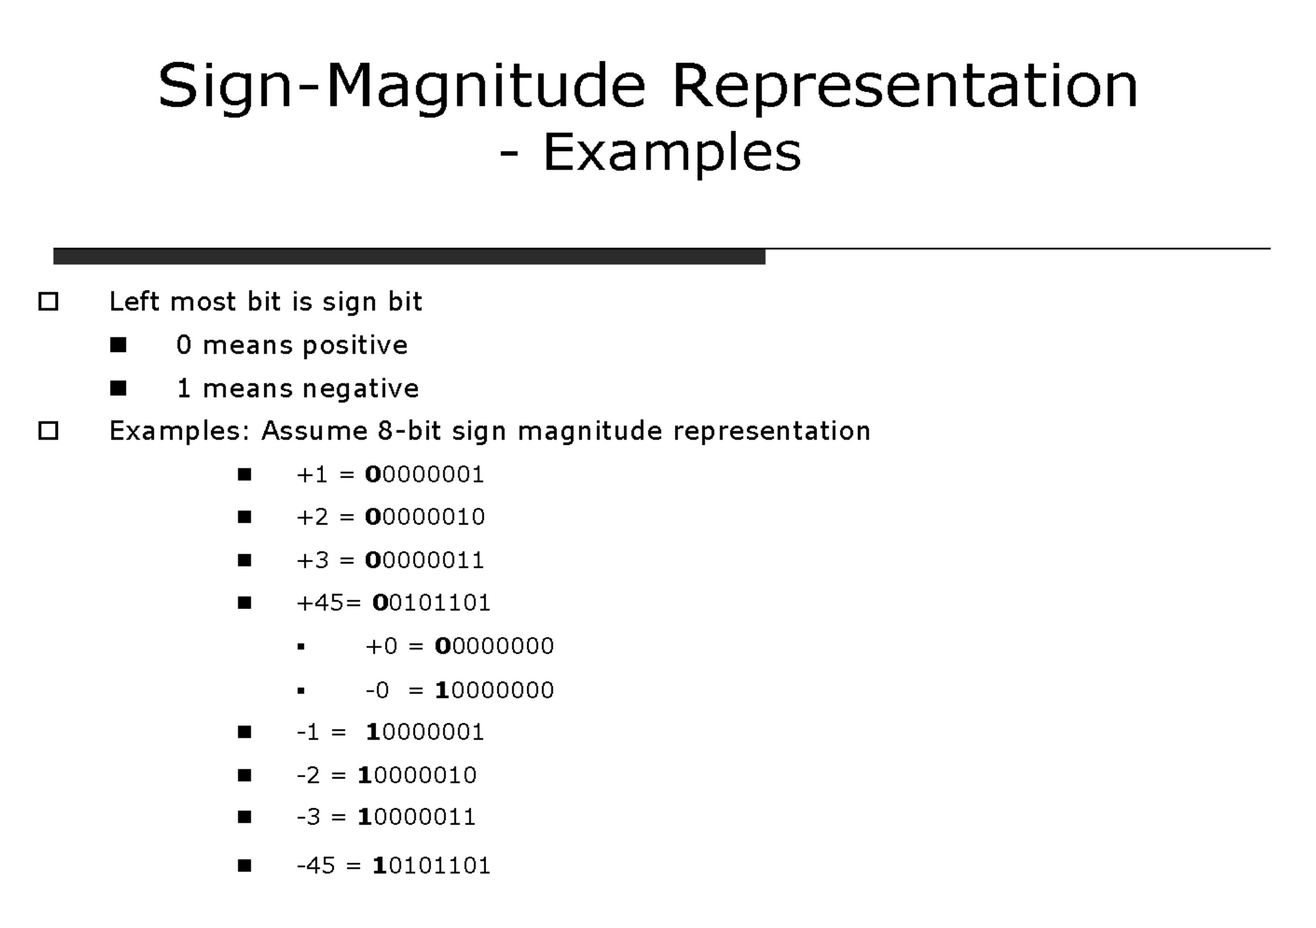 Sign-Magnitude Representation
- Examples
Left most bit is sign bit
0 means positive
1 means negative
Examples: Assume 8-bit sign magnitude representation
+1 = 00000001
+2 = 00000010
+3 = 00000011
+45= 00101101
+0 = 00000000
-0 = 10000000
-1 = 10000001
-2 = 10000010
-3 = 10000011
-45 = 10101101